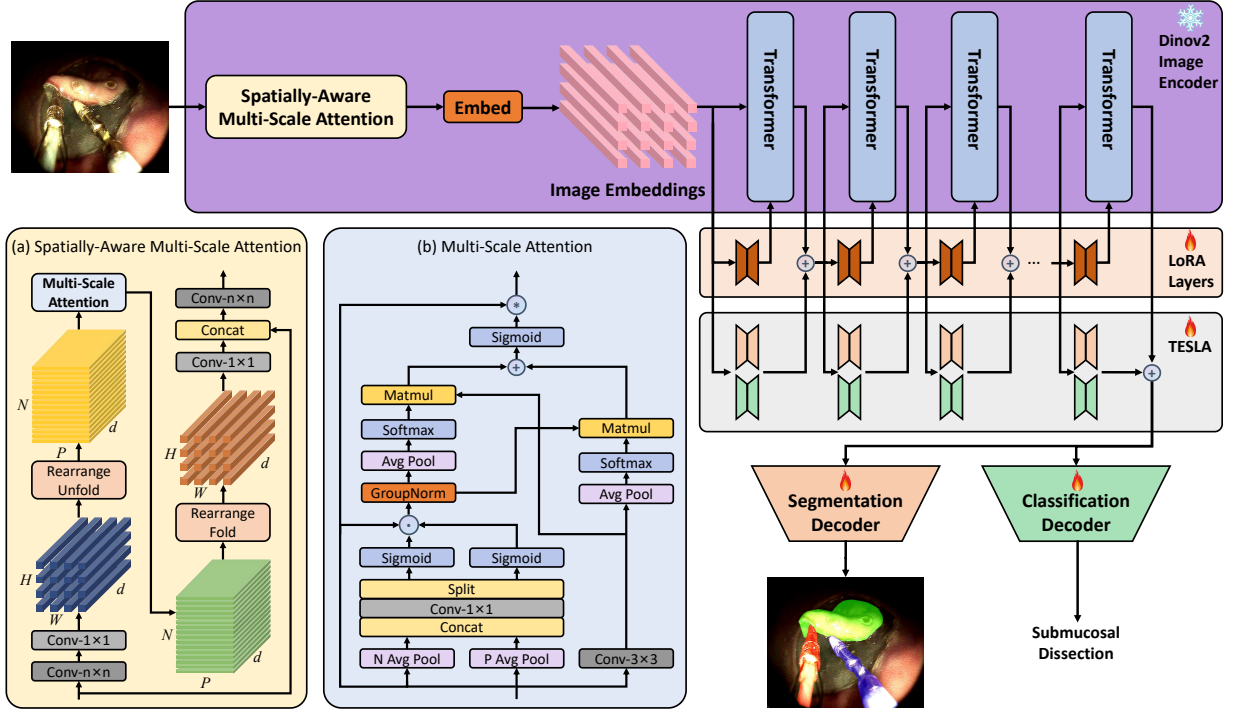 Spatially-Aware
Multi-Scale Attention
Embed
Image Embeddings
Transformer
Transformer
Transformer
Transformer
Dinov2
Image
Encoder
+
+
+
...
LoRA
Layers
TESLA
+
Segmentation
Decoder
Classification
Decoder
Submucosal
Dissection
(a) Spatially-Aware Multi-Scale Attention
Multi-Scale
Attention
N
P
d
Rearrange
Unfold
H
W
d
Conv-1×1
Conv-n×n
Conv-n×n
Concat
Conv-1×1
H
W
d
Rearrange
Fold
N
P
d
(b) Multi-Scale Attention
*
Sigmoid
+
Matmul
Softmax
Avg Pool
GroupNorm
·
Sigmoid
Sigmoid
Split
Conv-1×1
Concat
N Avg Pool
P Avg Pool
Conv-3×3
Matmul
Softmax
Avg Pool